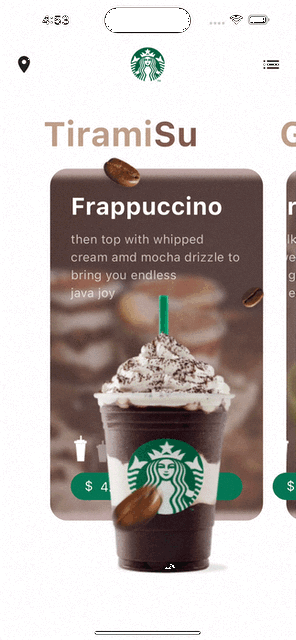 4:53
TiramiSu
Frappuccino
then top with whipped
cream amd mocha drizzle to
bring you endless
java joy
$ 4
$